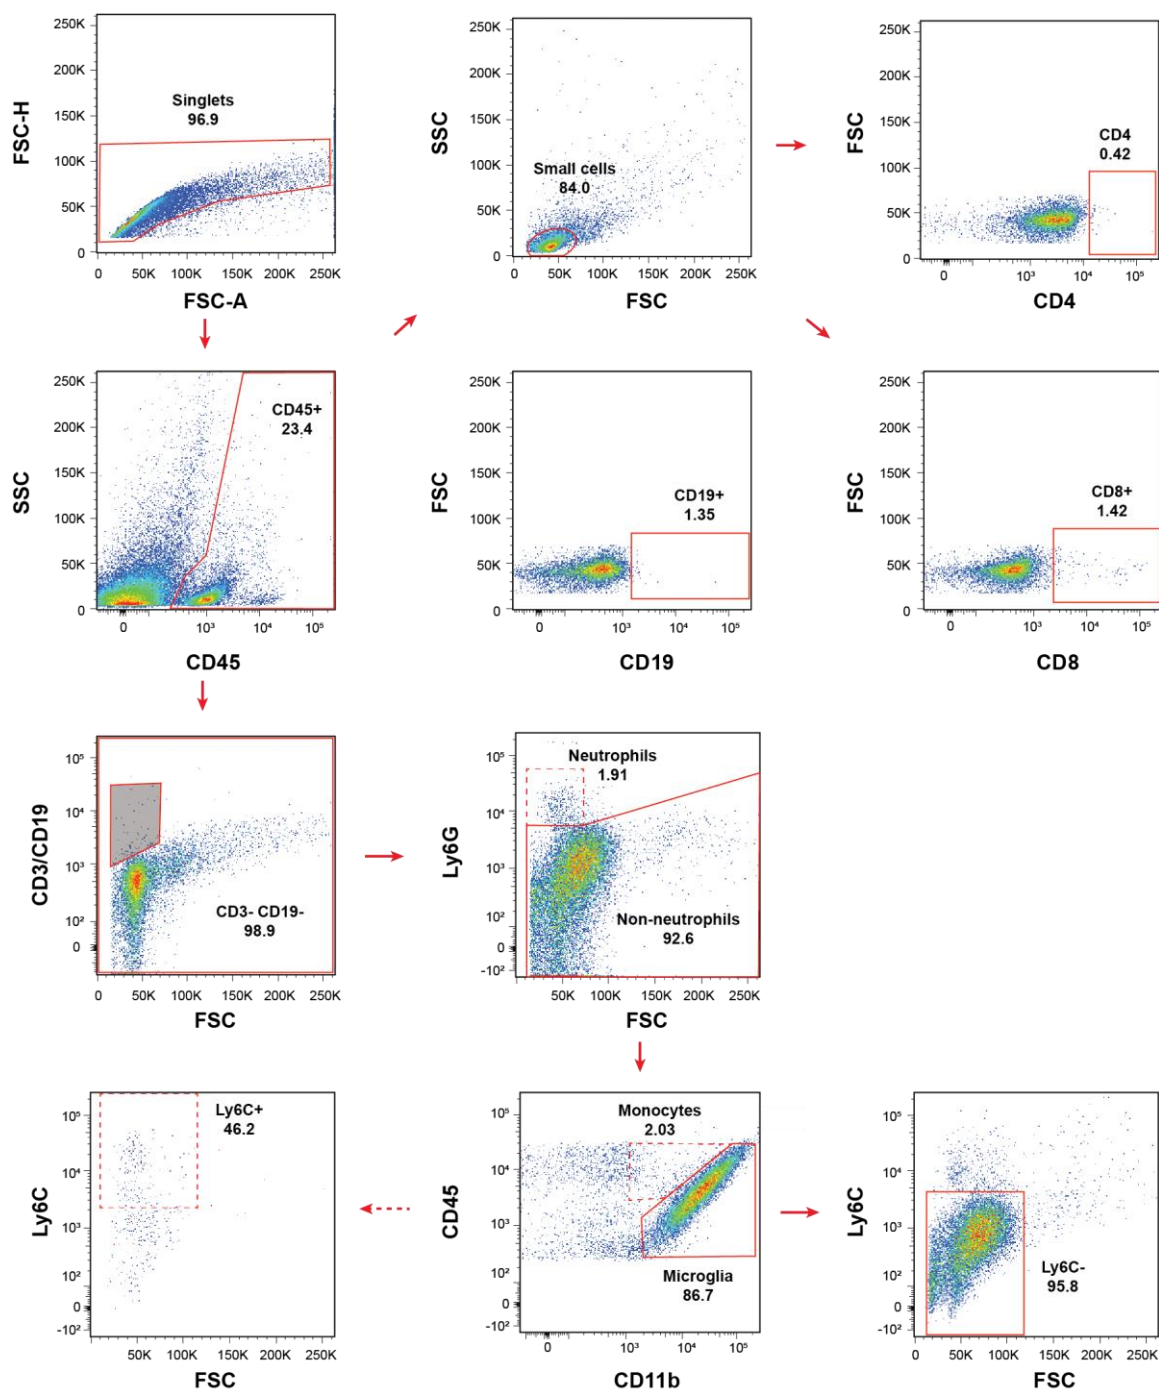 250K
200K
150K
100K
50K
0
FSC-H
Singlets
96.9
0
50K
100K
150K
200K
250K
FSC-A
250K
200K
150K
100K
50K
0
SSC
Small cells
84.0
0
50K
100K
150K
200K
250K
FSC
250K
200K
150K
100K
50K
0
FSC
CD4
0.42
0
10³
10⁴
10⁵
CD4
250K
200K
150K
100K
50K
0
SSC
CD45+
23.4
0
10³
10⁴
10⁵
CD45
250K
200K
150K
100K
50K
0
FSC
CD19+
1.35
0
10³
10⁴
10⁵
CD19
250K
200K
150K
100K
50K
0
FSC
CD8+
1.42
0
10³
10⁴
10⁵
CD8
10⁵
10⁴
10³
10²
0
CD3/CD19
CD3- CD19-
98.9
0
50K
100K
150K
200K
250K
FSC
10⁵
10⁴
10³
10²
0
-10²
Ly6G
Neutrophils
1.91
Non-neutrophils
92.6
50K
100K
150K
200K
250K
FSC
10⁵
10⁴
10³
10²
0
-10²
Ly6C
Ly6C+
46.2
50K
100K
150K
200K
250K
FSC
10⁵
10⁴
10³
10²
0
-10²
CD45
Monocytes
2.03
Microglia
86.7
0
10³
10⁴
10⁵
CD11b
10⁵
10⁴
10³
10²
0
-10²
Ly6C
Ly6C-
95.8
50K
100K
150K
200K
250K
FSC